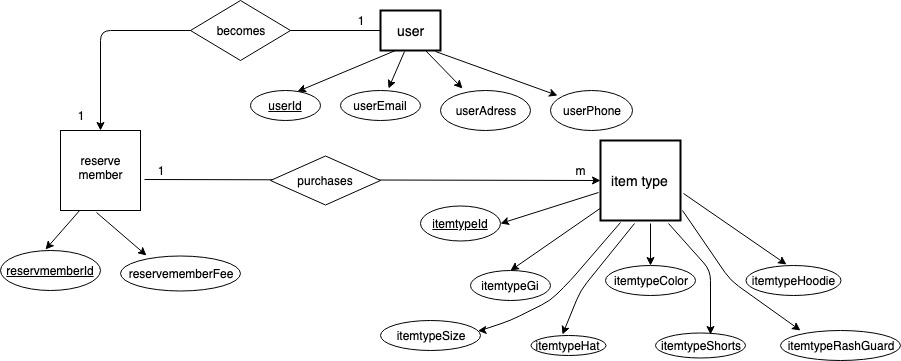 becomes
1
user
userId
userEmail
userAdress
userPhone
1
reserve
member
1
purchases
m
item type
itemtypeId
reservmemberId
reservememberFee
itemtypeGi
itemtypeColor
itemtypeHoodie
itemtypeSize
itemtypeHat
itemtypeShorts
itemtypeRashGuard